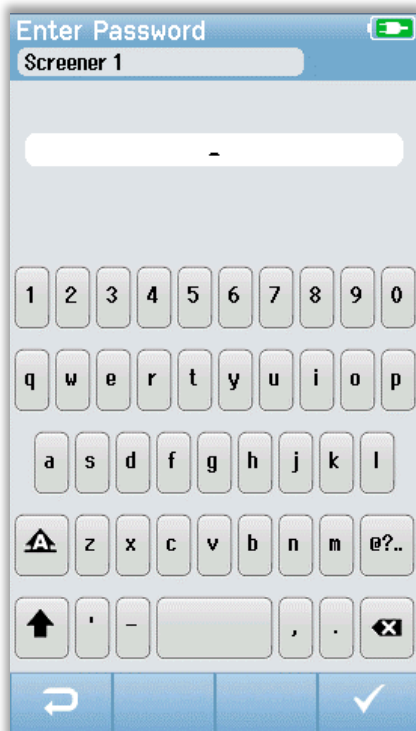 Enter Password
Screener 1
-
1 2 3 4 5 6 7 8 9 0
q w e r t y u i o p
a s d f g h j k l
A z x c v b n m @?..
' - , .